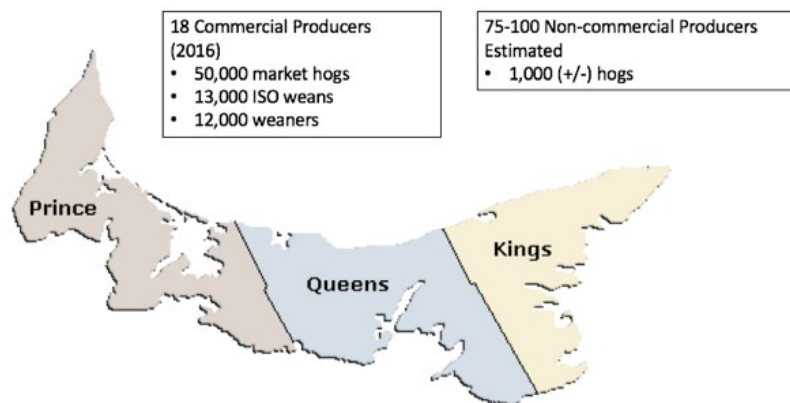 18 Commercial Producers
(2016)
• 50,000 market hogs
• 13,000 ISO weans
• 12,000 weaners
75-100 Non-commercial Producers
Estimated
• 1,000 (+/-) hogs
Prince
Queens
Kings